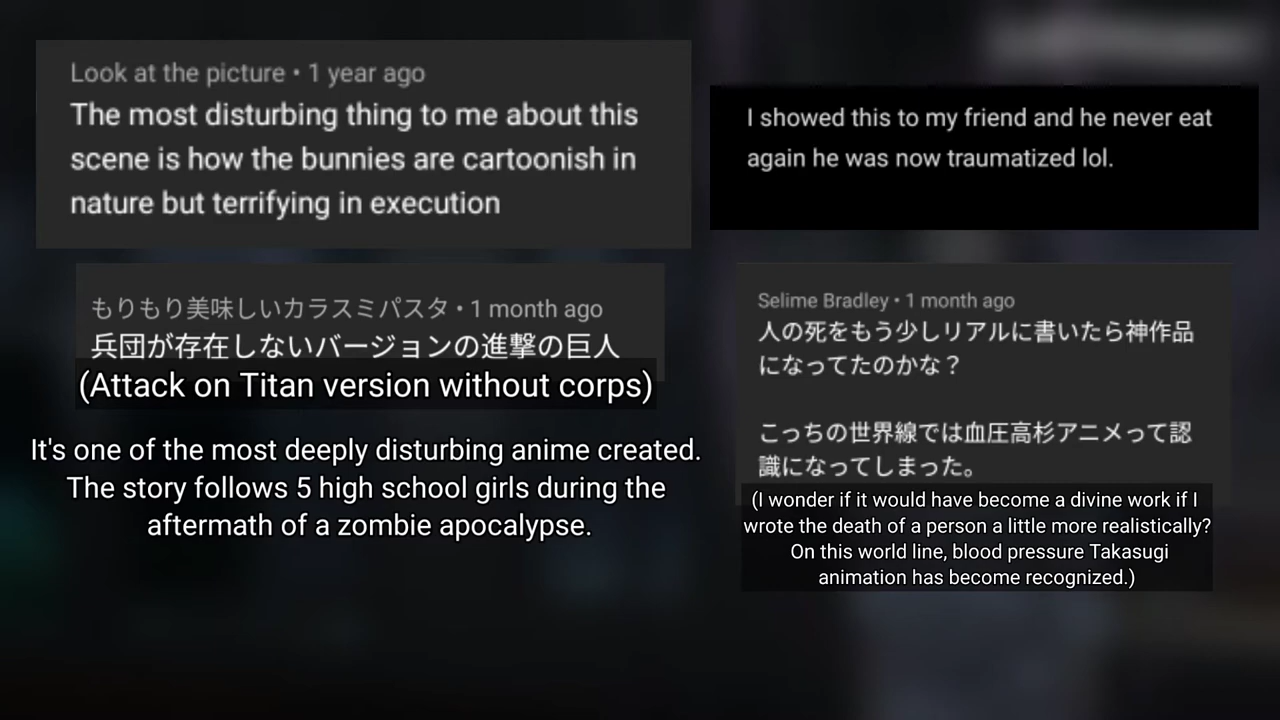 Look at the picture • 1 year ago
The most disturbing thing to me about this
scene is how the bunnies are cartoonish in
nature but terrifying in execution
I showed this to my friend and he never eat
again he was now traumatized lol.
もりもり美味しいカラスミパスタ • 1 month ago
兵団が存在しないバージョンの進撃の巨人
(Attack on Titan version without corps)
It's one of the most deeply disturbing anime created.
The story follows 5 high school girls during the
aftermath of a zombie apocalypse.
Selime Bradley • 1 month ago
人の死をもう少しリアルに書いたら神作品
になってたのかな？
こっちの世界線では血圧高杉アニメって認
識になってしまった。
(I wonder if it would have become a divine work if I
wrote the death of a person a little more realistically?
On this world line, blood pressure Takasugi
animation has become recognized.)